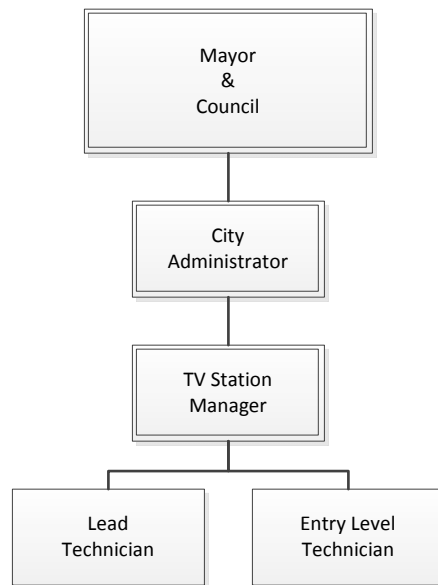 Mayor
&
Council
City
Administrator
TV Station
Manager
Lead
Technician
Entry Level
Technician